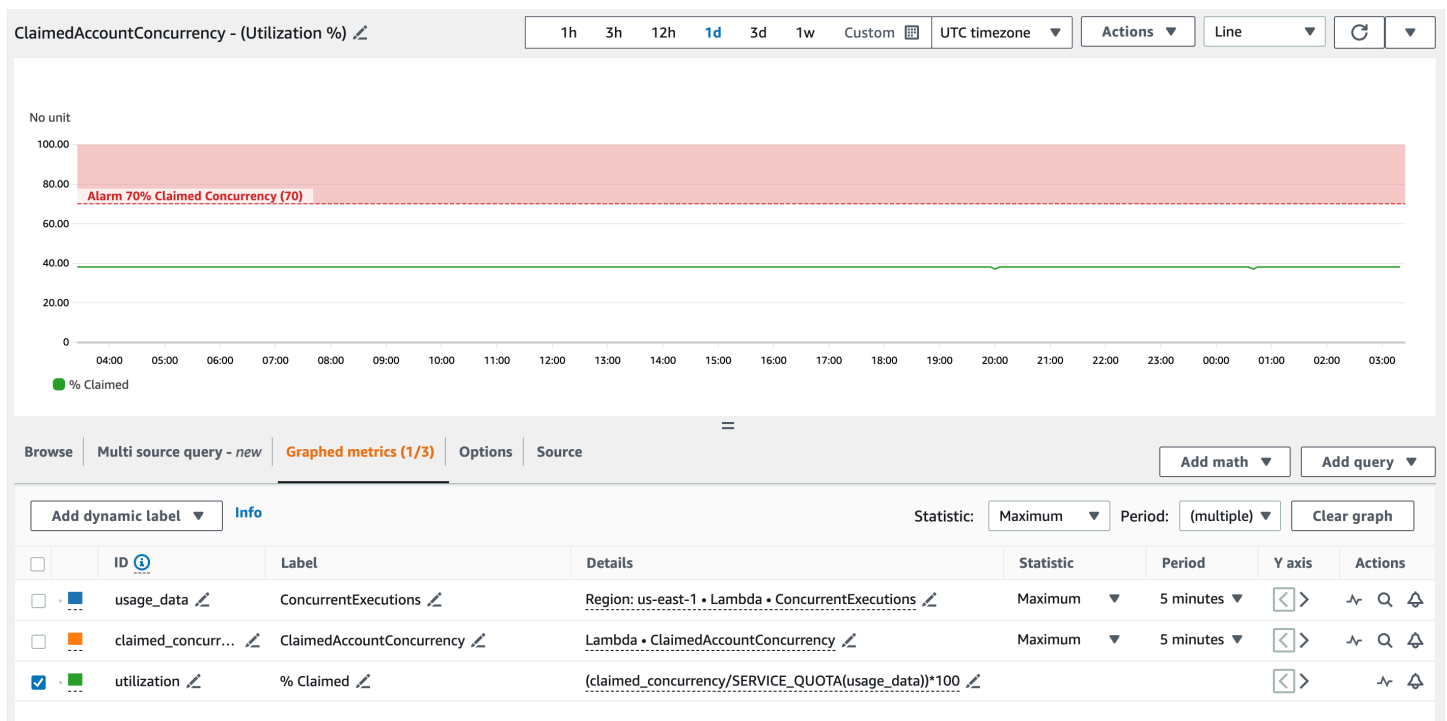 ClaimedAccountConcurrency - (Utilization %)
1h 3h 12h 1d 3d 1w Custom UTC timezone Actions Line
No unit
100.00
80.00
Alarm 70% Claimed Concurrency (70)
60.00
40.00
20.00
0
04:00 05:00 06:00 07:00 08:00 09:00 10:00 11:00 12:00 13:00 14:00 15:00 16:00 17:00 18:00 19:00 20:00 21:00 22:00 23:00 00:00 01:00 02:00 03:00
% Claimed
Browse Multi source query - new Graphed metrics (1/3) Options Source
Add math Add query
Add dynamic label Info Statistic: Maximum Period: (multiple) Clear graph
ID Label Details Statistic Period Y axis Actions
usage_data ConcurrentExecutions Region: us-east-1 • Lambda • ConcurrentExecutions Maximum 5 minutes
claimed_concurr... ClaimedAccountConcurrency Lambda • ClaimedAccountConcurrency Maximum 5 minutes
utilization % Claimed (claimed_concurrency/SERVICE_QUOTA(usage_data))*100